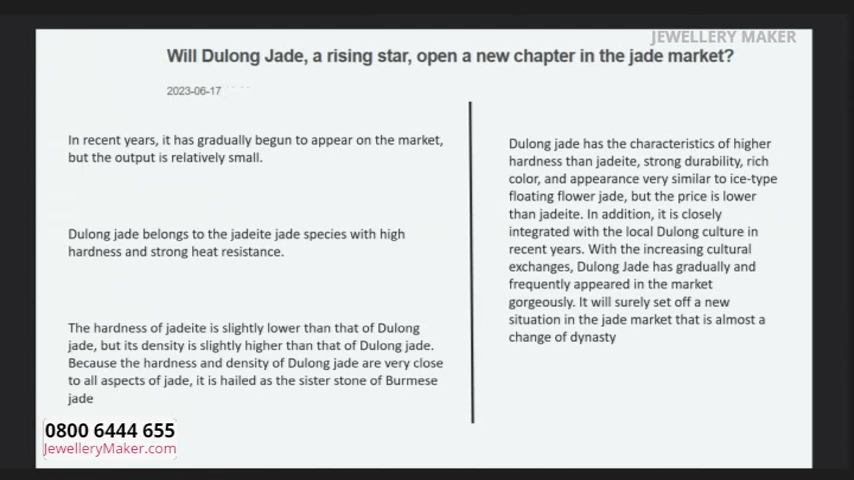 JEWELLERY MAKER
Will Dulong Jade, a rising star, open a new chapter in the jade market?
2023-06-17
In recent years, it has gradually begun to appear on the market,
but the output is relatively small.
Dulong jade belongs to the jadeite jade species with high
hardness and strong heat resistance.
The hardness of jadeite is slightly lower than that of Dulong
jade, but its density is slightly higher than that of Dulong jade.
Because the hardness and density of Dulong jade are very close
to all aspects of jade, it is hailed as the sister stone of Burmese
jade
Dulong jade has the characteristics of higher
hardness than jadeite, strong durability, rich
color, and appearance very similar to ice-type
floating flower jade, but the price is lower
than jadeite. In addition, it is closely
integrated with the local Dulong culture in
recent years. With the increasing cultural
exchanges, Dulong Jade has gradually and
frequently appeared in the market
gorgeously. It will surely set off a new
situation in the jade market that is almost a
change of dynasty
0800 6444 655
JewelleryMaker.com